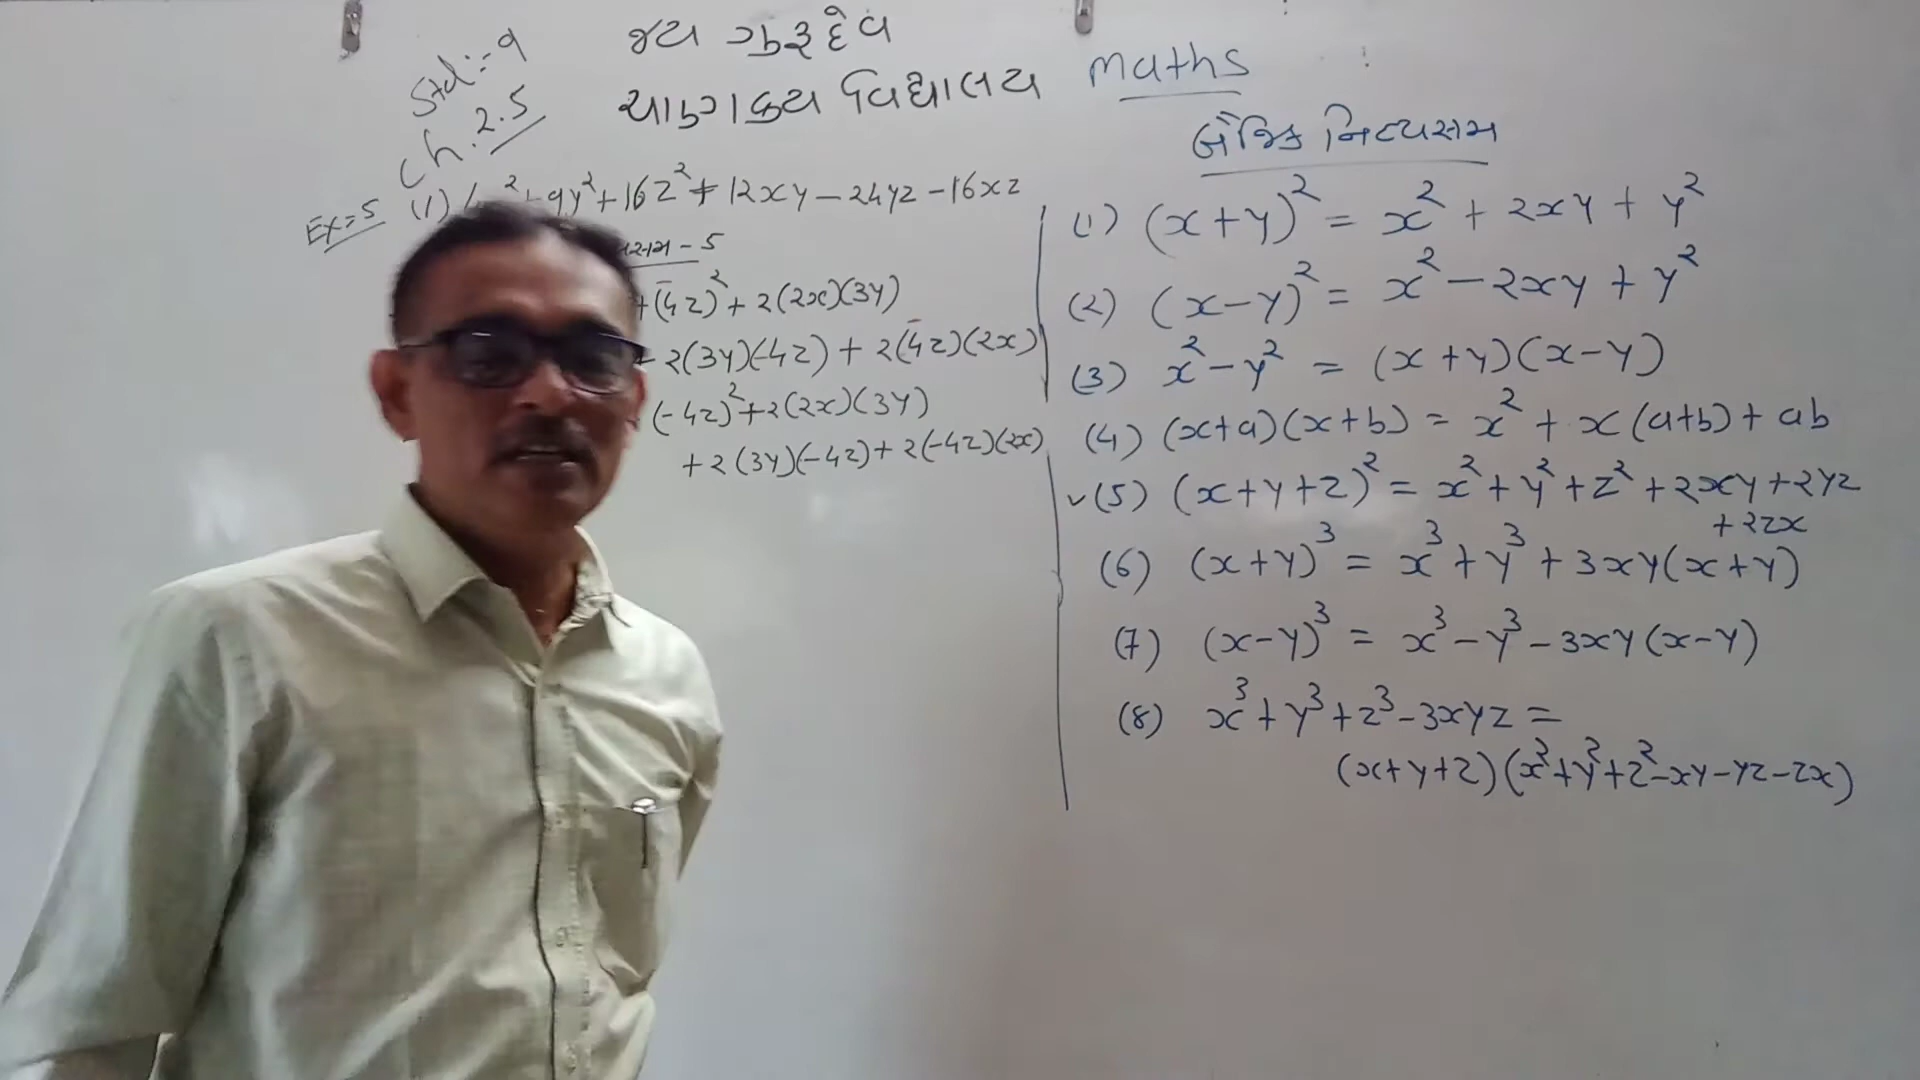 જય ગુરૂદેવ
ચાણક્ય વિદ્યાલય
Maths
Std:- 9
Ch. 2.5
Ex=5 (1) + 9y² + 16z² + 12xy – 24yz – 16xz
– 5
+ (-4z)² + 2(2x)(3y)
2(3y)(-4z) + 2(-4z)(2x)
(-4z)² + 2(2x)(3y)
+ 2(3y)(-4z) + 2(-4z)(2x)
બૈજિક નિત્યસમ
(1) (x+y)² = x² + 2xy + y²
(2) (x-y)² = x² – 2xy + y²
(3) x² – y² = (x+y)(x-y)
(4) (x+a)(x+b) = x² + x(a+b) + ab
✓(5) (x+y+z)² = x² + y² + z² + 2xy + 2yz
+ 2zx
(6) (x+y)³ = x³ + y³ + 3xy(x+y)
(7) (x-y)³ = x³ – y³ – 3xy(x-y)
(8) x³ + y³ + z³ – 3xyz =
(x+y+z)(x²+y²+z²-xy-yz-zx)